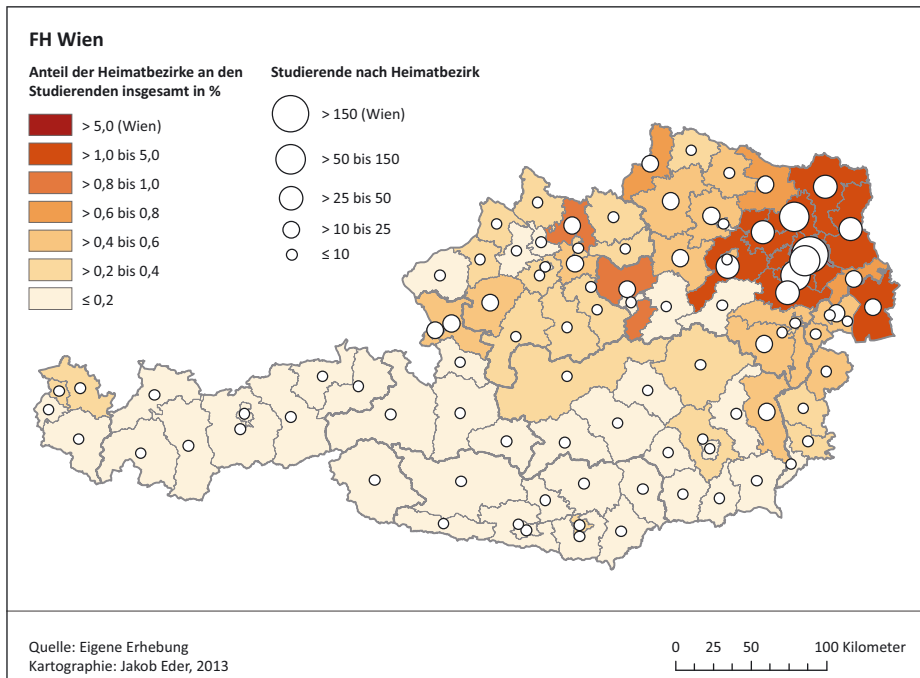 FH Wien
Anteil der Heimatbezirke an den
Studierenden insgesamt in %
> 5,0 (Wien)
> 1,0 bis 5,0
> 0,8 bis 1,0
> 0,6 bis 0,8
> 0,4 bis 0,6
> 0,2 bis 0,4
≤ 0,2
Studierende nach Heimatbezirk
> 150 (Wien)
> 50 bis 150
> 25 bis 50
> 10 bis 25
≤ 10
Quelle: Eigene Erhebung
Kartographie: Jakob Eder, 2013
0 25 50 100 Kilometer